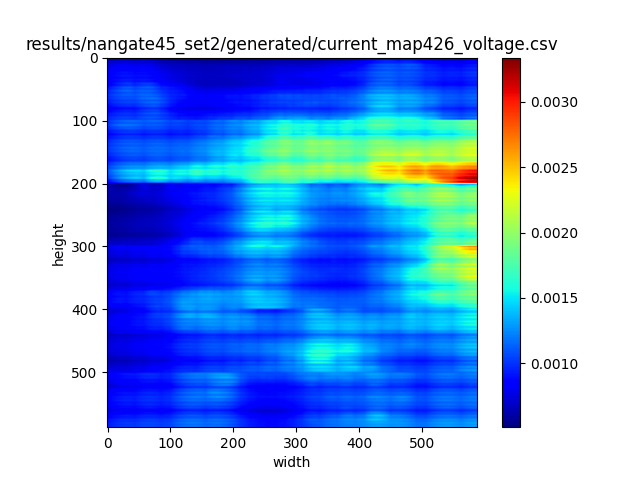 results/nangate45_set2/generated/current_map426_voltage.csv
0
100
200
300
400
500
height
0 100 200 300 400 500
width
0.0030
0.0025
0.0020
0.0015
0.0010